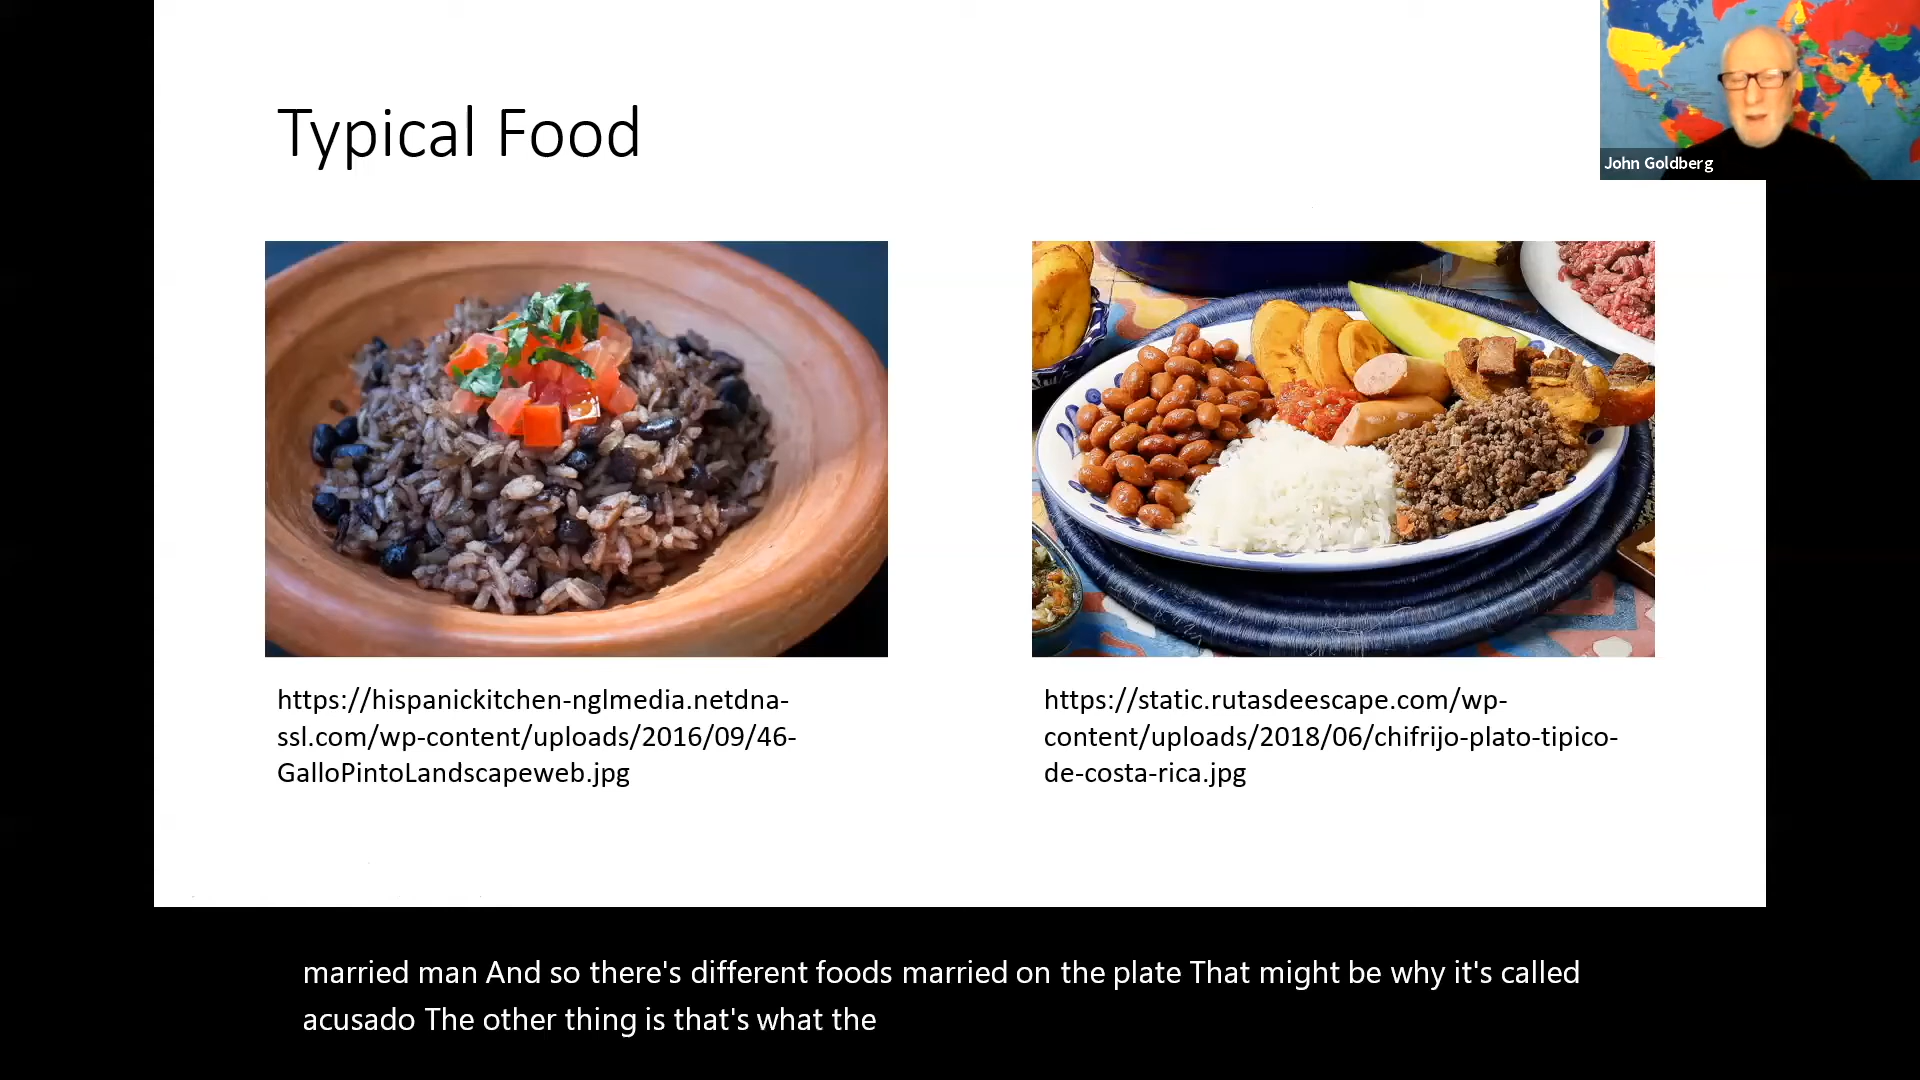 Typical Food
John Goldberg
https://hispanickitchen-nglmedia.netdna-
ssl.com/wp-content/uploads/2016/09/46-
GalloPintoLandscapeweb.jpg
https://static.rutasdeescape.com/wp-
content/uploads/2018/06/chifrijo-plato-tipico-
de-costa-rica.jpg
married man And so there's different foods married on the plate That might be why it's called
acusado The other thing is that's what the